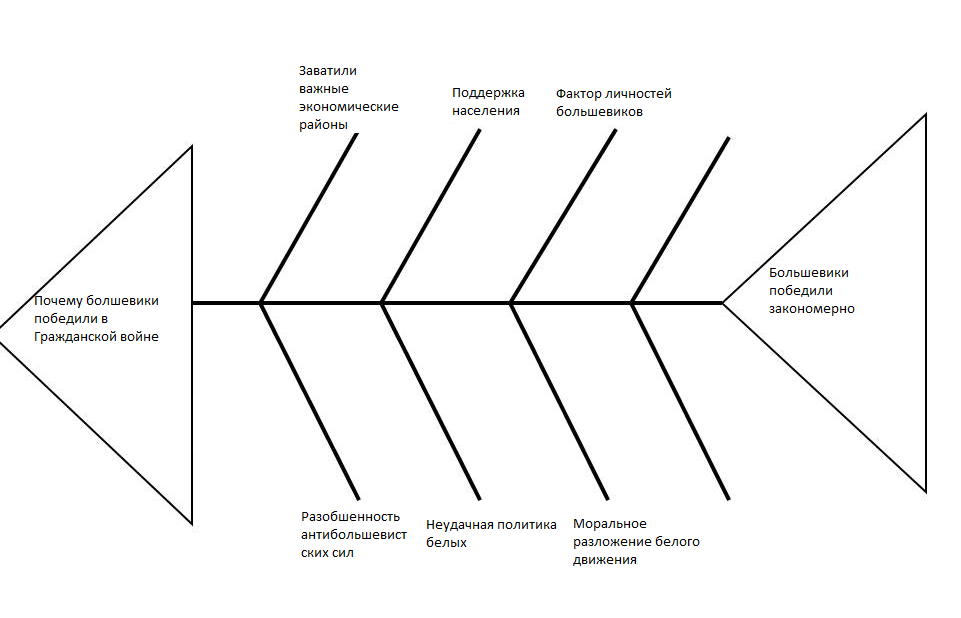 Заватили
важные
экономические
районы
Поддержка
населения
Фактор личностей
большевиков
Почему болшевики
победили в
Гражданской войне
Большевики
победили
закономерно
Разобшенность
антибольшевист
ских сил
Неудачная политика
белых
Моральное
разложение белого
движения